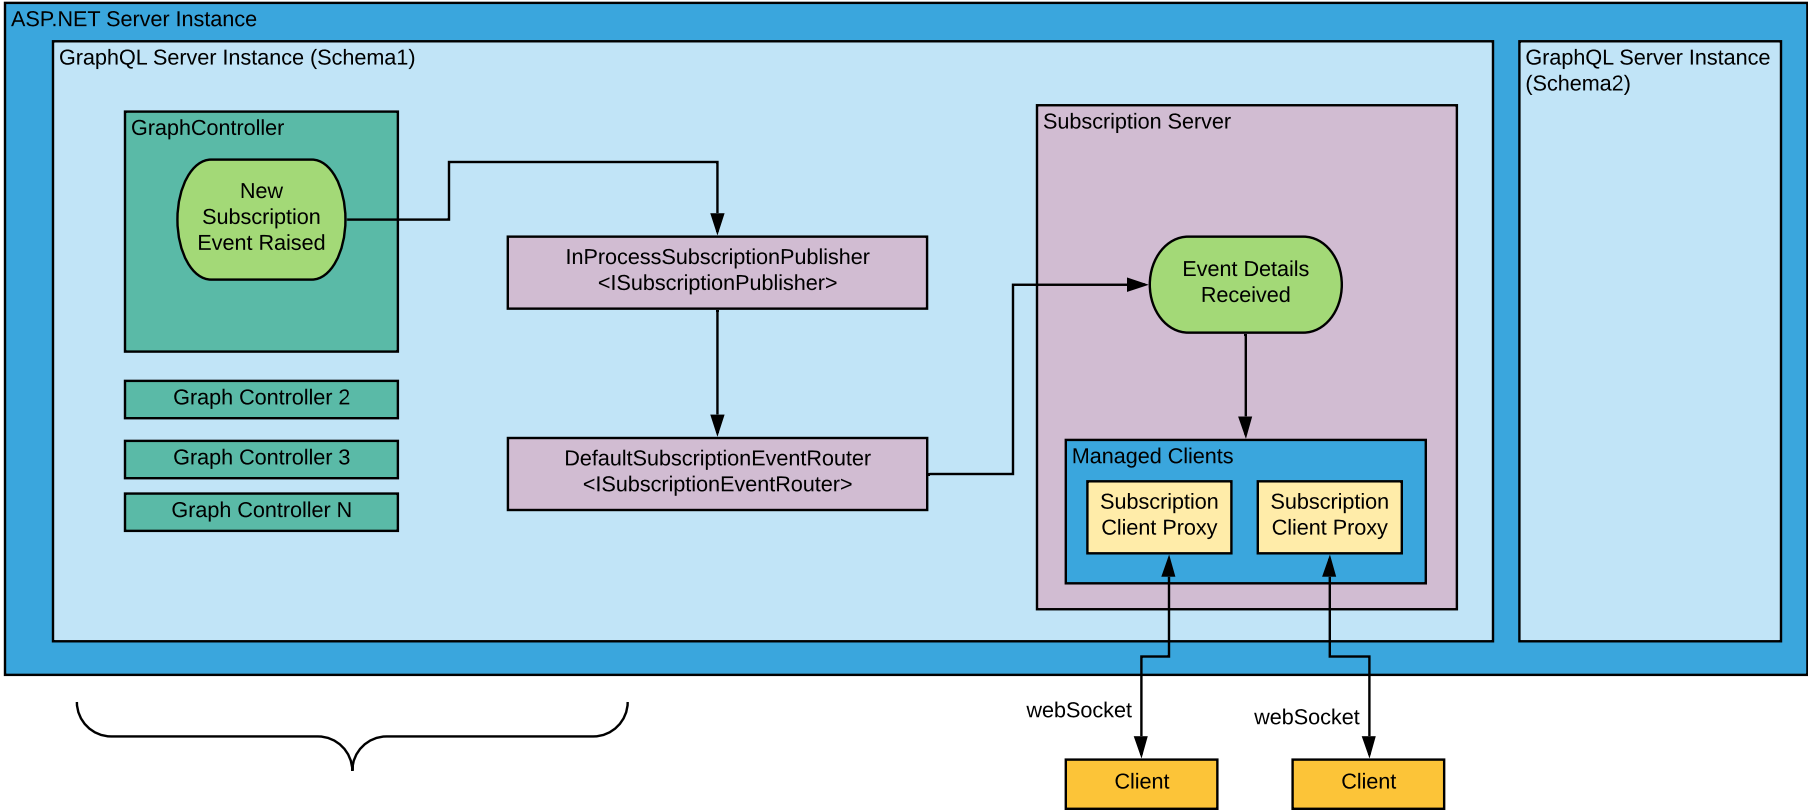 ASP.NET Server Instance
GraphQL Server Instance (Schema1)
GraphController
New
Subscription
Event Raised
Graph Controller 2
Graph Controller 3
Graph Controller N
InProcessSubscriptionPublisher
<ISubscriptionPublisher>
DefaultSubscriptionEventRouter
<ISubscriptionEventRouter>
Subscription Server
Event Details
Received
Managed Clients
Subscription
Client Proxy
Subscription
Client Proxy
GraphQL Server Instance
(Schema2)
webSocket
webSocket
Client
Client